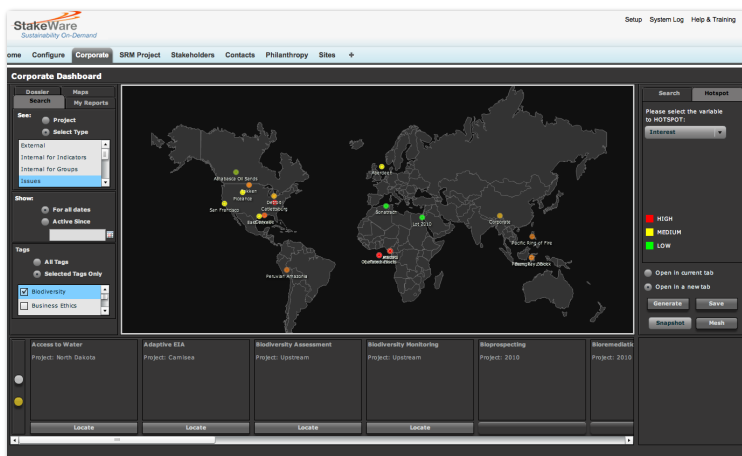 StakeWare
Sustainability On-Demand
Setup System Log Help & Training
ome Configure Corporate SRM Project Stakeholders Contacts Philanthropy Sites +
Corporate Dashboard
Dossier Maps
Search My Reports
See:
Project
Select Type
External
Internal for Indicators
Internal for Groups
Issues
Show:
For all dates
Active Since
Tags
All Tags
Selected Tags Only
Biodiversity
Business Ethics
Athabasca Oil Sands
Aberdeen
Detroit
Catlettsburg
San Francisco
Lot 2010
Corporate
Pacific Ring of Fire
Peruvian Amazonia
Search Hotspot
Please select the variable
to HOTSPOT:
Interest
HIGH
MEDIUM
LOW
Open in current tab
Open in a new tab
Generate Save
Snapshot Mesh
Access to Water Adaptive EIA Biodiversity Assessment Biodiversity Monitoring Bioprospecting Bioremediatio
Project: North Dakota Project: Camisea Project: Upstream Project: Upstream Project: 2010 Project: 2010
Locate Locate Locate Locate